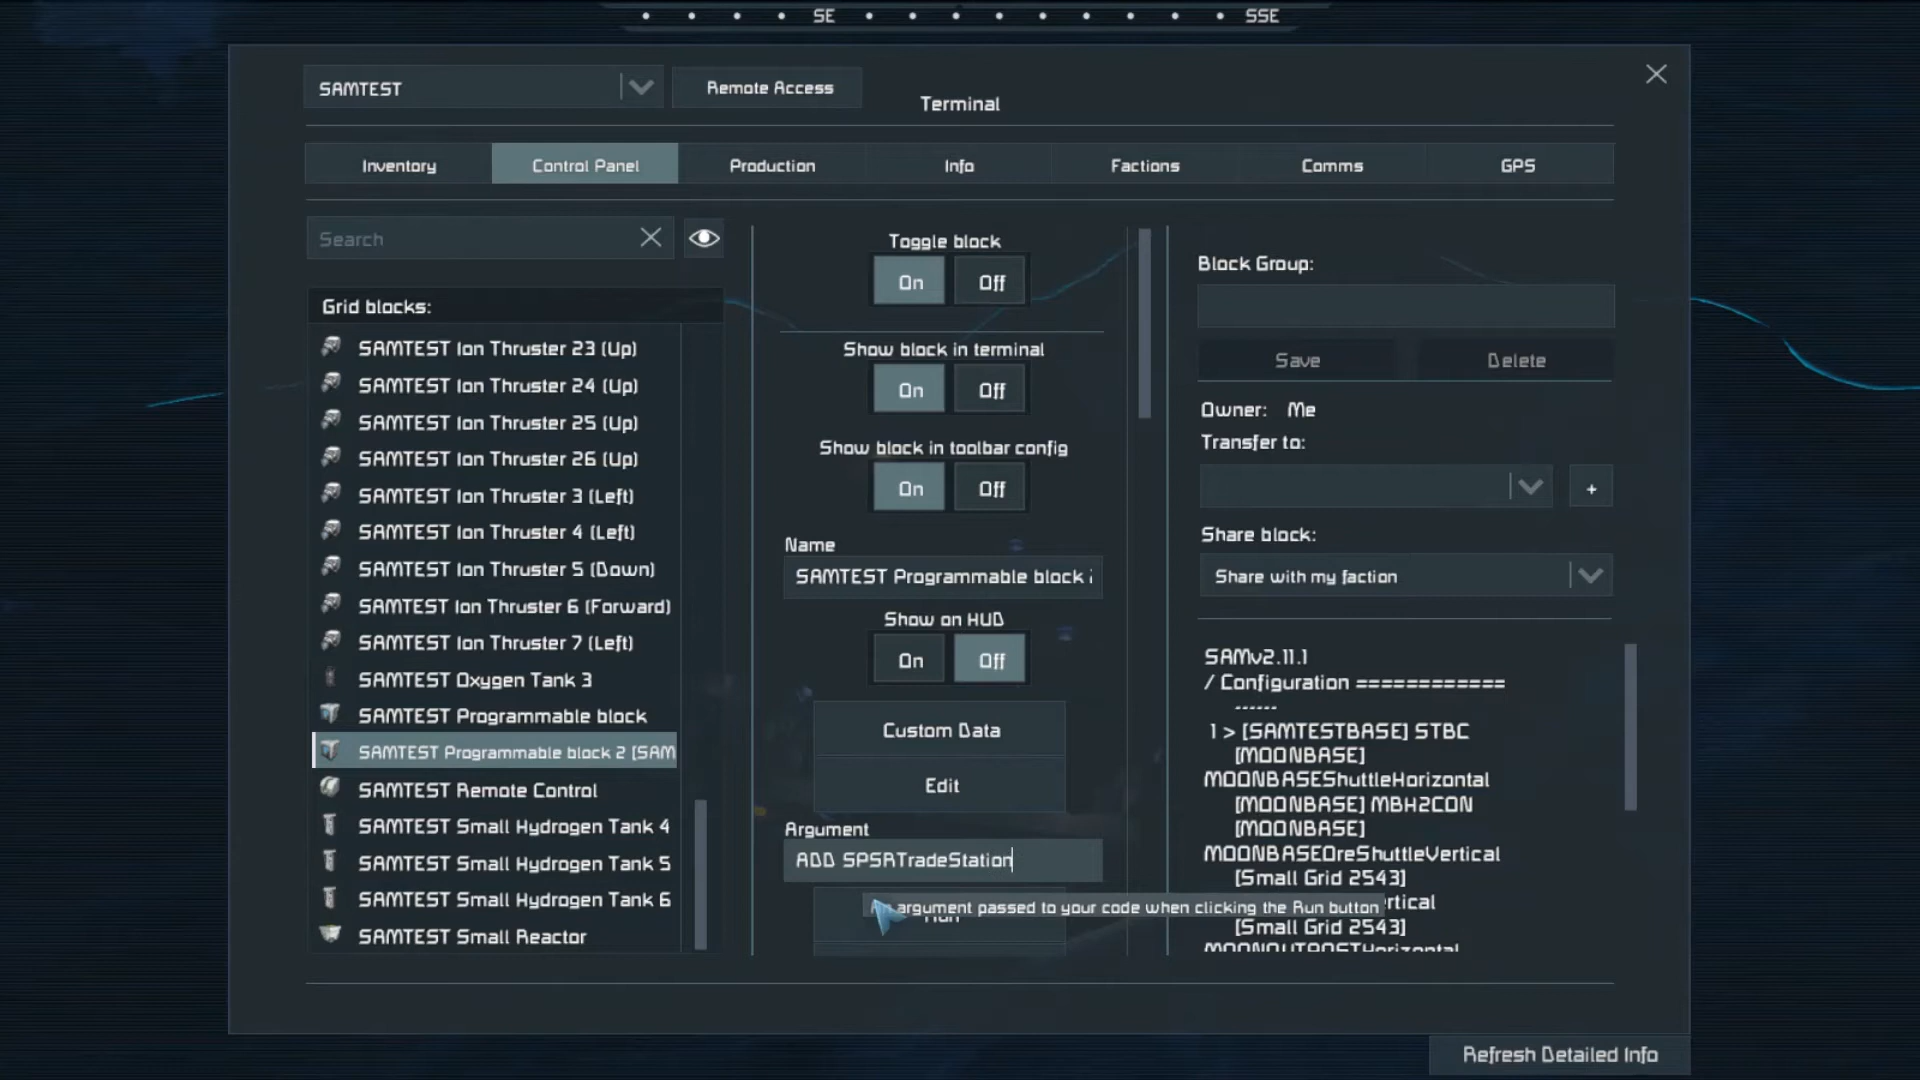 SE
SSE
SAMTEST
Remote Access
Terminal
Inventory
Control Panel
Production
Info
Factions
Comms
GPS
Search
Grid blocks:
SAMTEST Ion Thruster 23 (Up)
SAMTEST Ion Thruster 24 (Up)
SAMTEST Ion Thruster 25 (Up)
SAMTEST Ion Thruster 26 (Up)
SAMTEST Ion Thruster 3 (Left)
SAMTEST Ion Thruster 4 (Left)
SAMTEST Ion Thruster 5 (Down)
SAMTEST Ion Thruster 6 (Forward)
SAMTEST Ion Thruster 7 (Left)
SAMTEST Oxygen Tank 3
SAMTEST Programmable block
SAMTEST Programmable block 2 [SAM
SAMTEST Remote Control
SAMTEST Small Hydrogen Tank 4
SAMTEST Small Hydrogen Tank 5
SAMTEST Small Hydrogen Tank 6
SAMTEST Small Reactor
Toggle block
On Off
Show block in terminal
On Off
Show block in toolbar config
On Off
Name
SAMTEST Programmable block
Show on HUD
On Off
Custom Data
Edit
Argument
ADD SPSRTradeStation
argument passed to your code when clicking the Run button
Block Group:
Save
Delete
Owner: Me
Transfer to:
+
Share block:
Share with my faction
SAMv2.11.1
/ Configuration ============
------
1 > [SAMTESTBASE] STBC
[MOONBASE]
MOONBASEShuttleHorizontal
[MOONBASE] MBH2CON
[MOONBASE]
MOONBASEOreShuttleVertical
[Small Grid 2543]
rtical
[Small Grid 2543]
MOONOUTPOSTHorizontal
Refresh Detailed Info